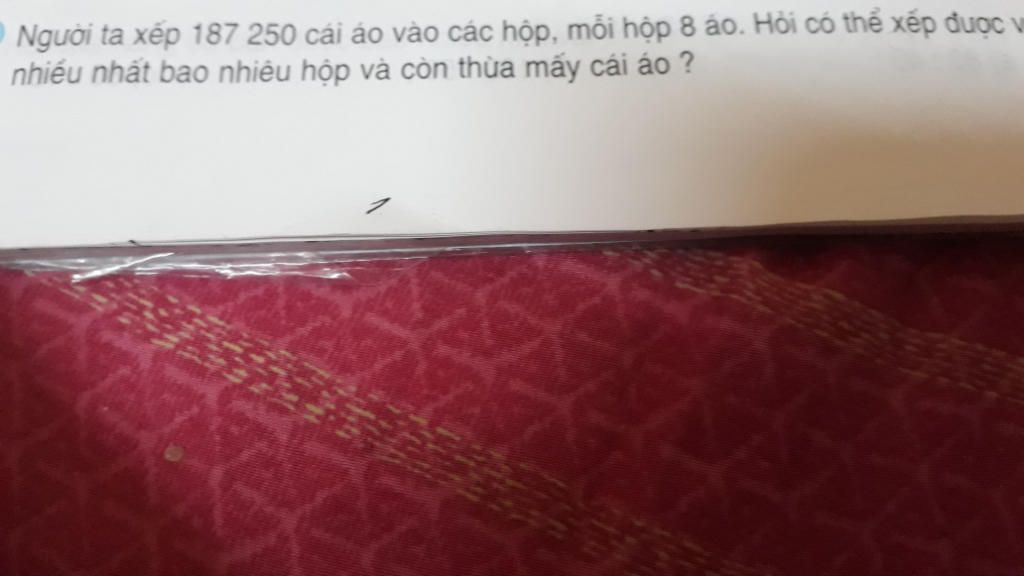 Người ta xếp 187 250 cái áo vào các hộp, mỗi hộp 8 áo. Hỏi có thể xếp được
nhiều nhất bao nhiêu hộp và còn thừa mấy cái áo ?